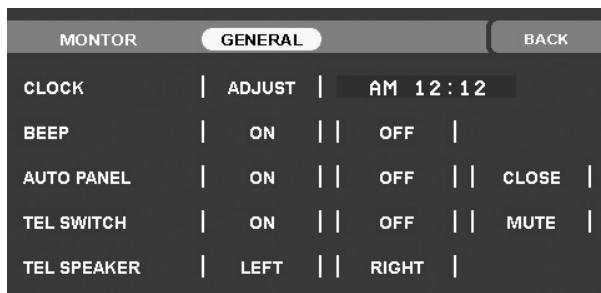 MONTOR GENERAL BACK
CLOCK ADJUST AM 12:12
BEEP ON OFF
AUTO PANEL ON OFF CLOSE
TEL SWITCH ON OFF MUTE
TEL SPEAKER LEFT RIGHT